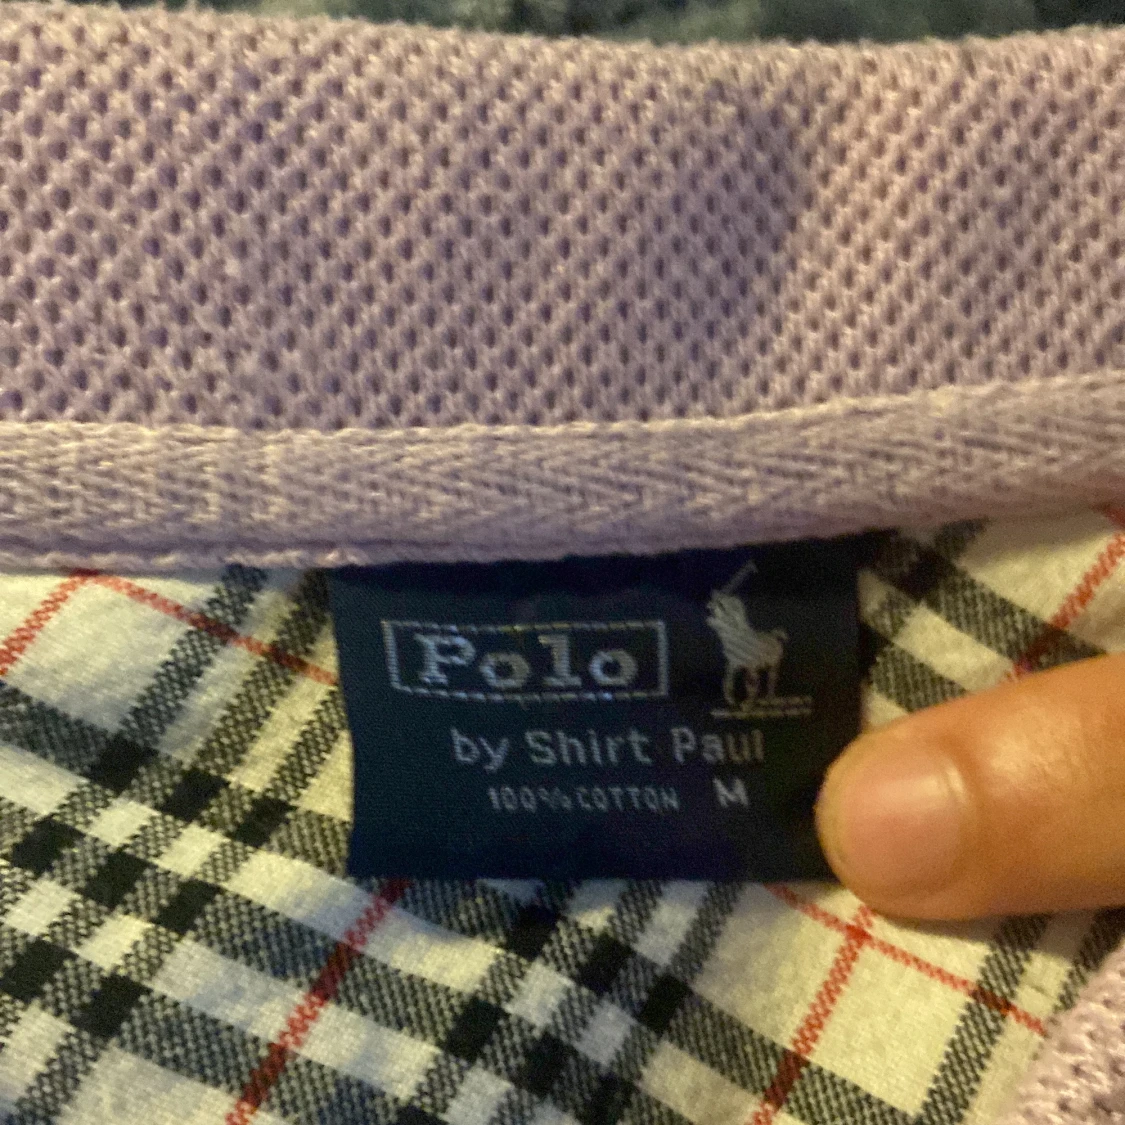 Polo
by Shirt Paul
100% COTTON M